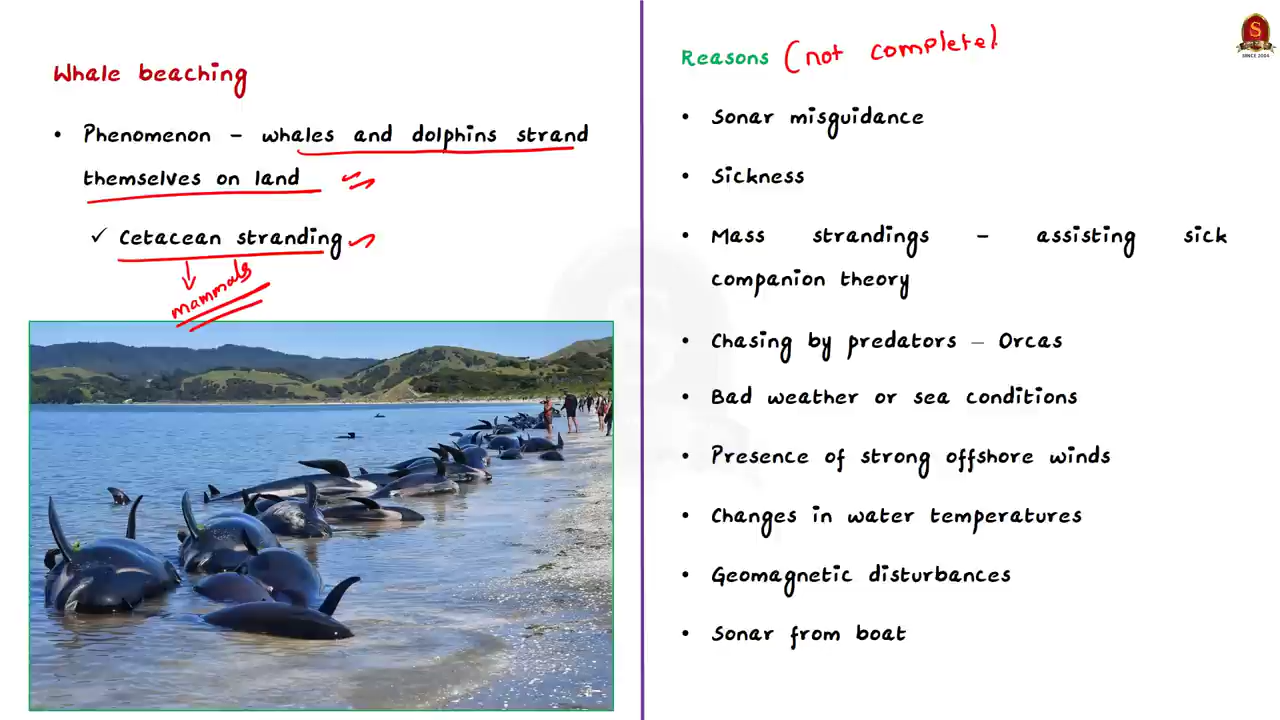 Whale beaching
• Phenomenon – whales and dolphins strand
themselves on land
✓ Cetacean stranding
mammals
Reasons (not complete)
• Sonar misguidance
• Sickness
• Mass strandings – assisting sick
companion theory
• Chasing by predators – Orcas
• Bad weather or sea conditions
• Presence of strong offshore winds
• Changes in water temperatures
• Geomagnetic disturbances
• Sonar from boat
S
SINCE 2004